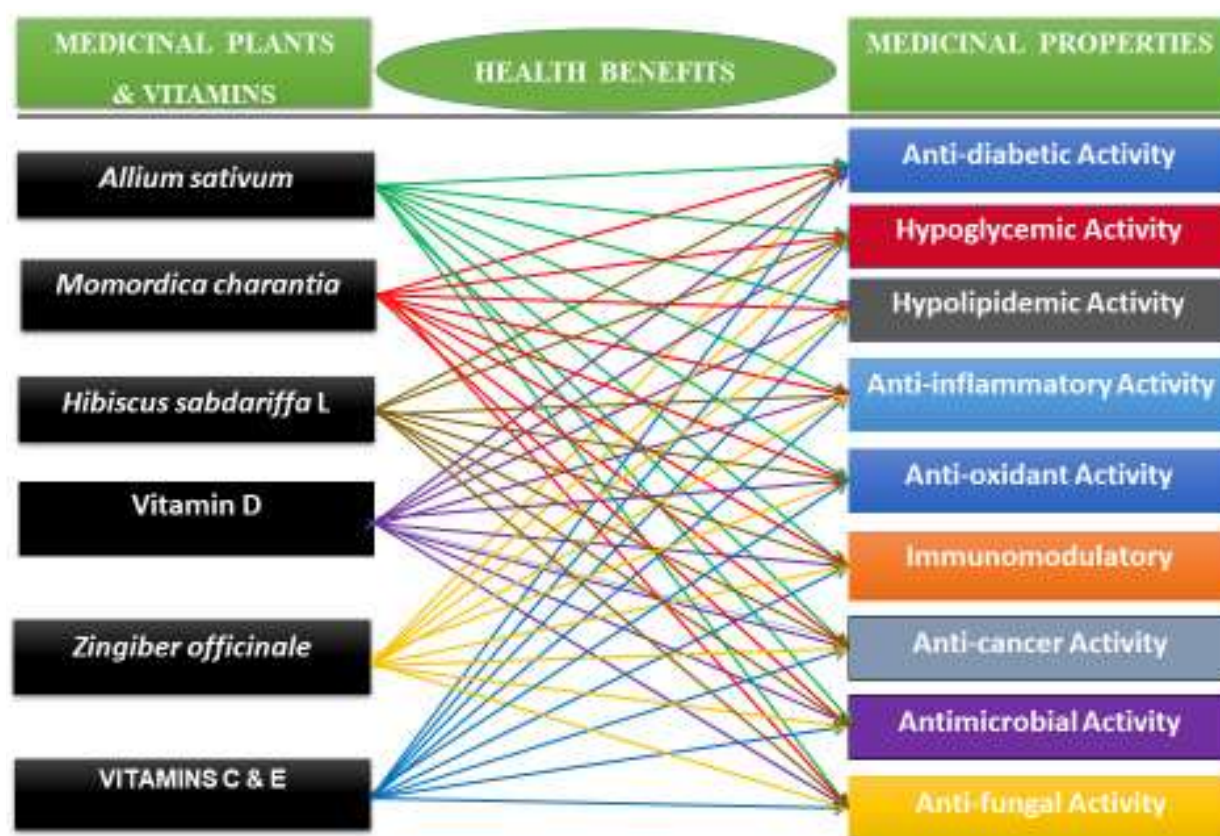 MEDICINAL PLANTS
& VITAMINS
HEALTH BENEFITS
MEDICINAL PROPERTIES
Allium sativum
Momordica charantia
Hibiscus sabdariffa L
Vitamin D
Zingiber officinale
VITAMINS C & E
Anti-diabetic Activity
Hypoglycemic Activity
Hypolipidemic Activity
Anti-inflammatory Activity
Anti-oxidant Activity
Immunomodulatory
Anti-cancer Activity
Antimicrobial Activity
Anti-fungal Activity